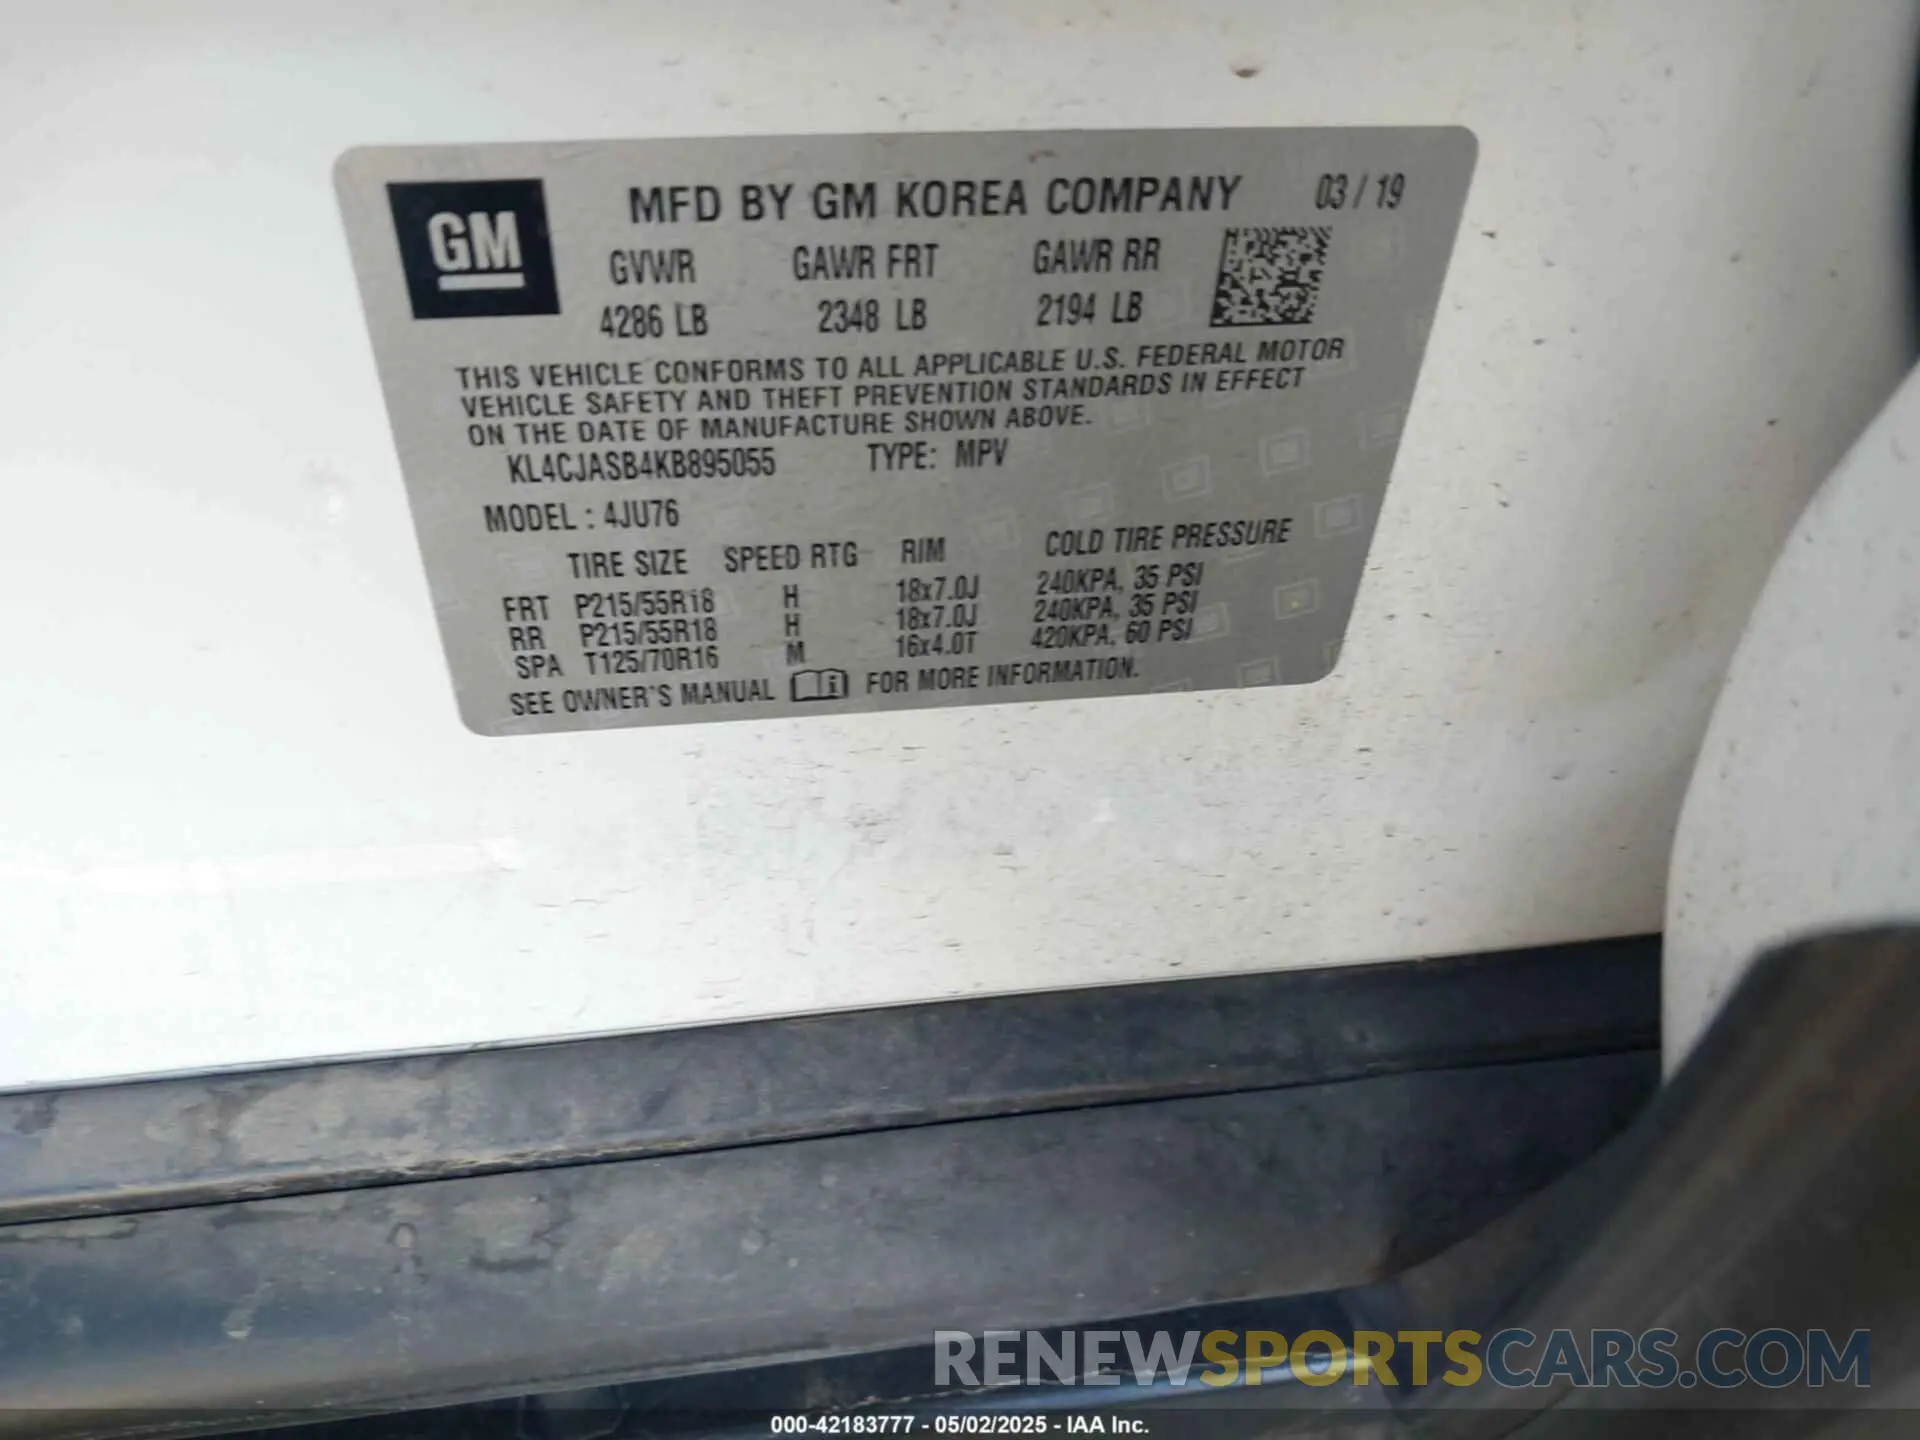 GM
MFD BY GM KOREA COMPANY 03 / 19
GVWR GAWR FRT GAWR RR
4286 LB 2348 LB 2194 LB
THIS VEHICLE CONFORMS TO ALL APPLICABLE U.S. FEDERAL MOTOR
VEHICLE SAFETY AND THEFT PREVENTION STANDARDS IN EFFECT
ON THE DATE OF MANUFACTURE SHOWN ABOVE.
KL4CJASB4KB895055 TYPE: MPV
MODEL : 4JU76
TIRE SIZE SPEED RTG RIM COLD TIRE PRESSURE
FRT P215/55R18 H 18x7.0J 240KPA, 35 PSI
RR P215/55R18 H 18x7.0J 240KPA, 35 PSI
SPA T125/70R16 M 16x4.0T 420KPA, 60 PSI
SEE OWNER'S MANUAL i FOR MORE INFORMATION.
RENEWSPORTSCARS.COM
000-42183777 - 05/02/2025 - IAA Inc.